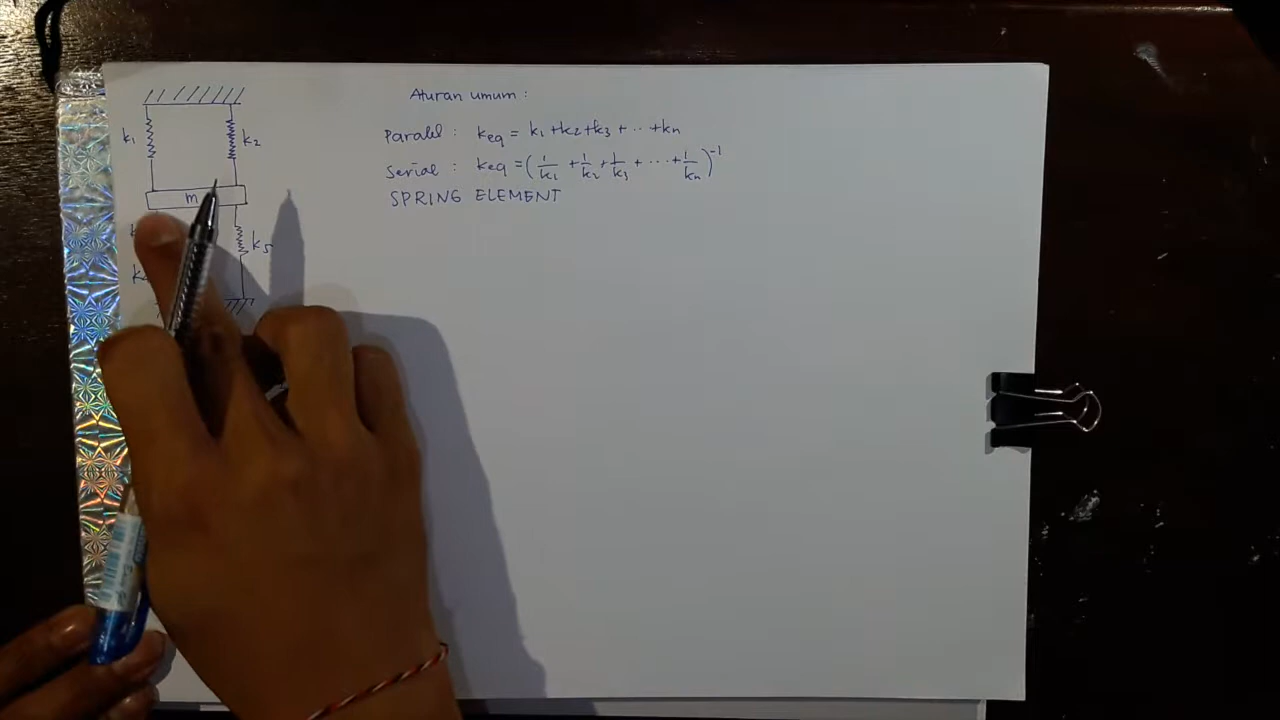 Aturan umum :
Paralel : keq = k1 + k2 + k3 + ... + kn
Serial : keq = (1/k1 + 1/k2 + 1/k3 + ... + 1/kn)^-1
SPRING ELEMENT
k1
k2
m
k5